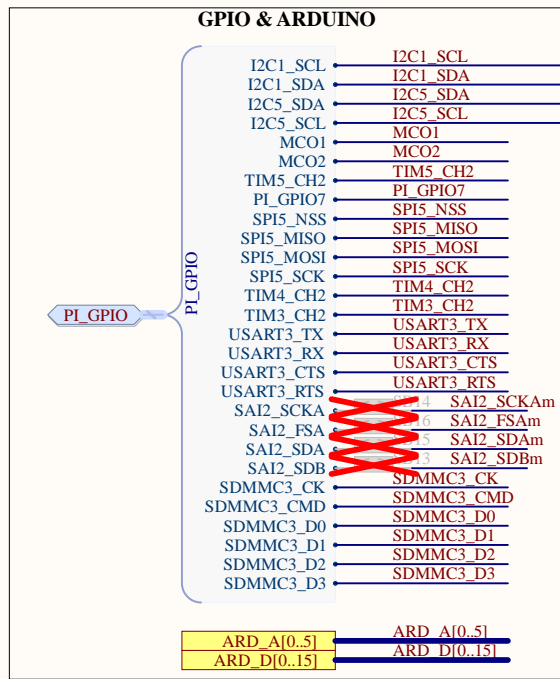 GPIO & ARDUINO
I2C1_SCL I2C1_SCL
I2C1_SDA I2C1_SDA
I2C5_SDA I2C5_SDA
I2C5_SCL I2C5_SCL
MCO1 MCO1
MCO2 MCO2
TIM5_CH2 TIM5_CH2
PI_GPIO7 PI_GPIO7
SPI5_NSS SPI5_NSS
SPI5_MISO SPI5_MISO
SPI5_MOSI SPI5_MOSI
SPI5_SCK SPI5_SCK
TIM4_CH2 TIM4_CH2
PI_GPIO PI_GPIO TIM3_CH2 TIM3_CH2
USART3_TX USART3_TX
USART3_RX USART3_RX
USART3_CTS USART3_CTS
USART3_RTS USART3_RTS
SAI2_SCKA SAI2_SCKAm
SAI2_FSA SAI2_FSAm
SAI2_SDA SAI2_SDAm
SAI2_SDB SAI2_SDBm
SDMMC3_CK SDMMC3_CK
SDMMC3_CMD SDMMC3_CMD
SDMMC3_D0 SDMMC3_D0
SDMMC3_D1 SDMMC3_D1
SDMMC3_D2 SDMMC3_D2
SDMMC3_D3 SDMMC3_D3
ARD_A[0..5] ARD_A[0..5]
ARD_D[0..15] ARD_D[0..15]